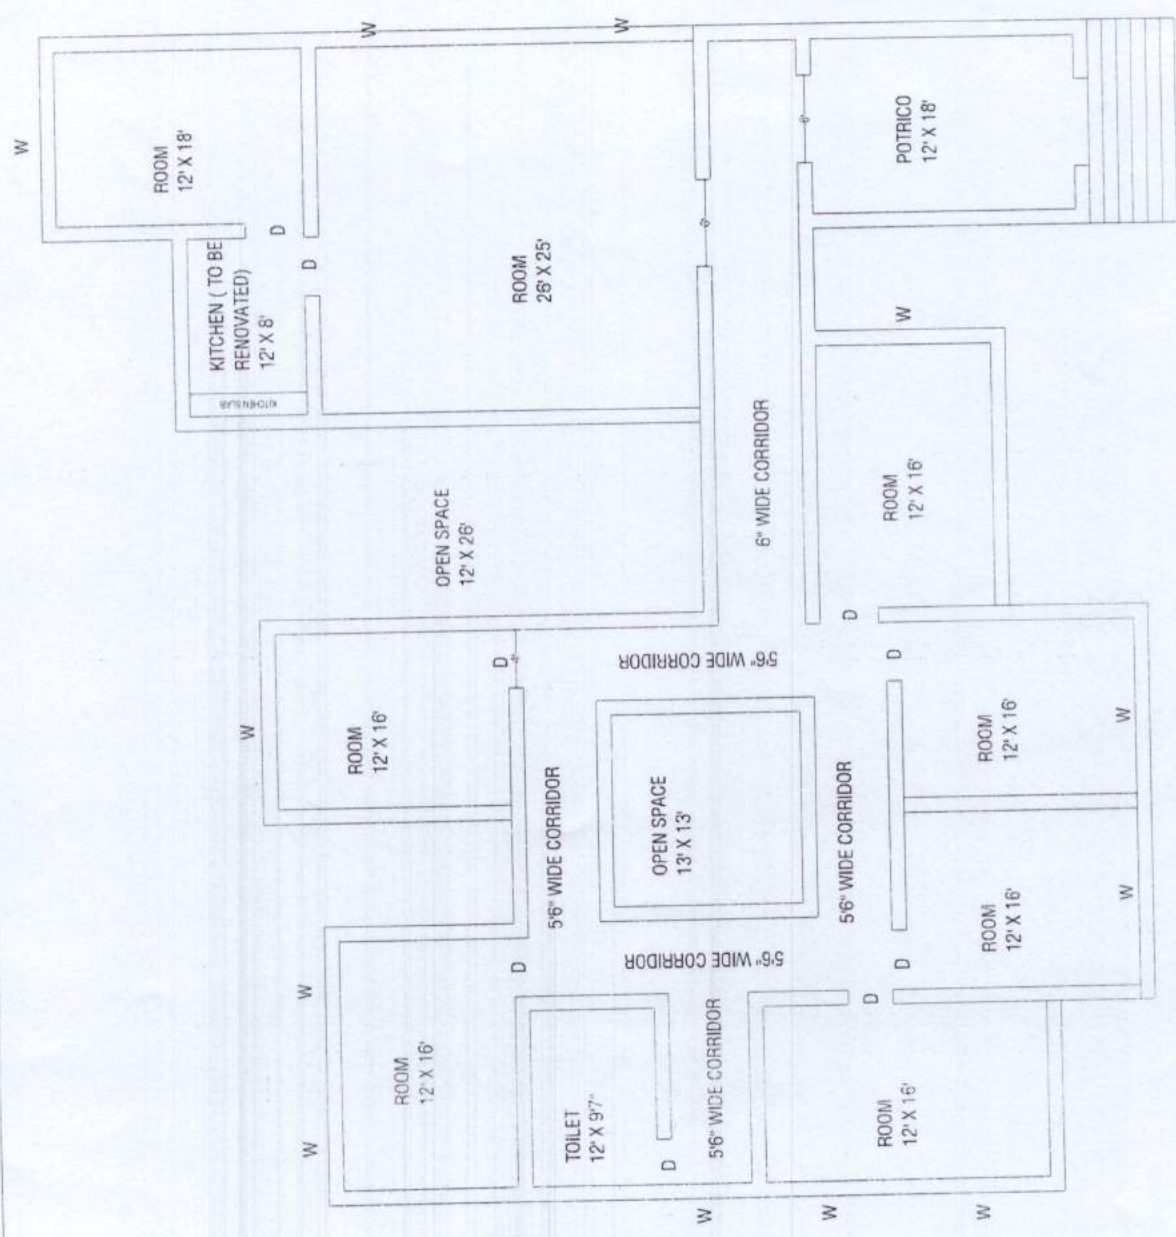 W
W
W
ROOM
12' X 18'
D
D
KITCHEN ( TO BE
RENOVATED)
12' X 8'
KITCHEN SLAB
ROOM
26' X 25'
POTRICO
12' X 18'
W
OPEN SPACE
12' X 26'
6" WIDE CORRIDOR
ROOM
12' X 16'
D
D
D
5'6" WIDE CORRIDOR
W
ROOM
12' X 16'
5'6" WIDE CORRIDOR
OPEN SPACE
13' X 13'
5'6" WIDE CORRIDOR
ROOM
12' X 16'
W
ROOM
12' X 16'
W
5'6" WIDE CORRIDOR
D
D
D
W
W
ROOM
12' X 16'
TOILET
12' X 9'7"
D
5'6" WIDE CORRIDOR
ROOM
12' X 16'
W
W
W